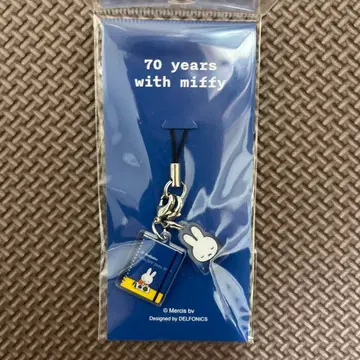 70 years
with miffy
© Mercis bv
Designed by DELFONICS